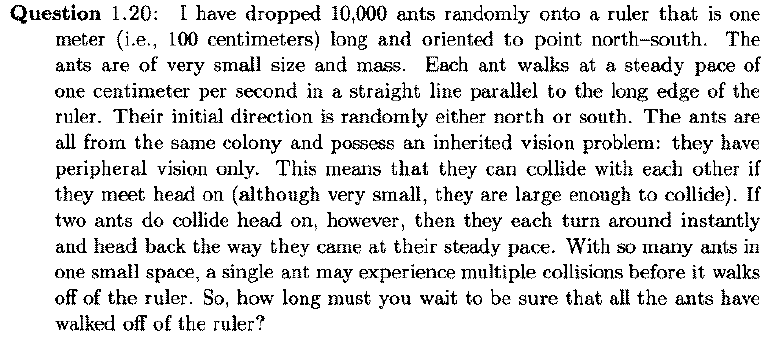 Question 1.20: I have dropped 10,000 ants randomly onto a ruler that is one
meter (i.e., 100 centimeters) long and oriented to point north–south. The
ants are of very small size and mass. Each ant walks at a steady pace of
one centimeter per second in a straight line parallel to the long edge of the
ruler. Their initial direction is randomly either north or south. The ants are
all from the same colony and possess an inherited vision problem: they have
peripheral vision only. This means that they can collide with each other if
they meet head on (although very small, they are large enough to collide). If
two ants do collide head on, however, then they each turn around instantly
and head back the way they came at their steady pace. With so many ants in
one small space, a single ant may experience multiple collisions before it walks
off of the ruler. So, how long must you wait to be sure that all the ants have
walked off of the ruler?